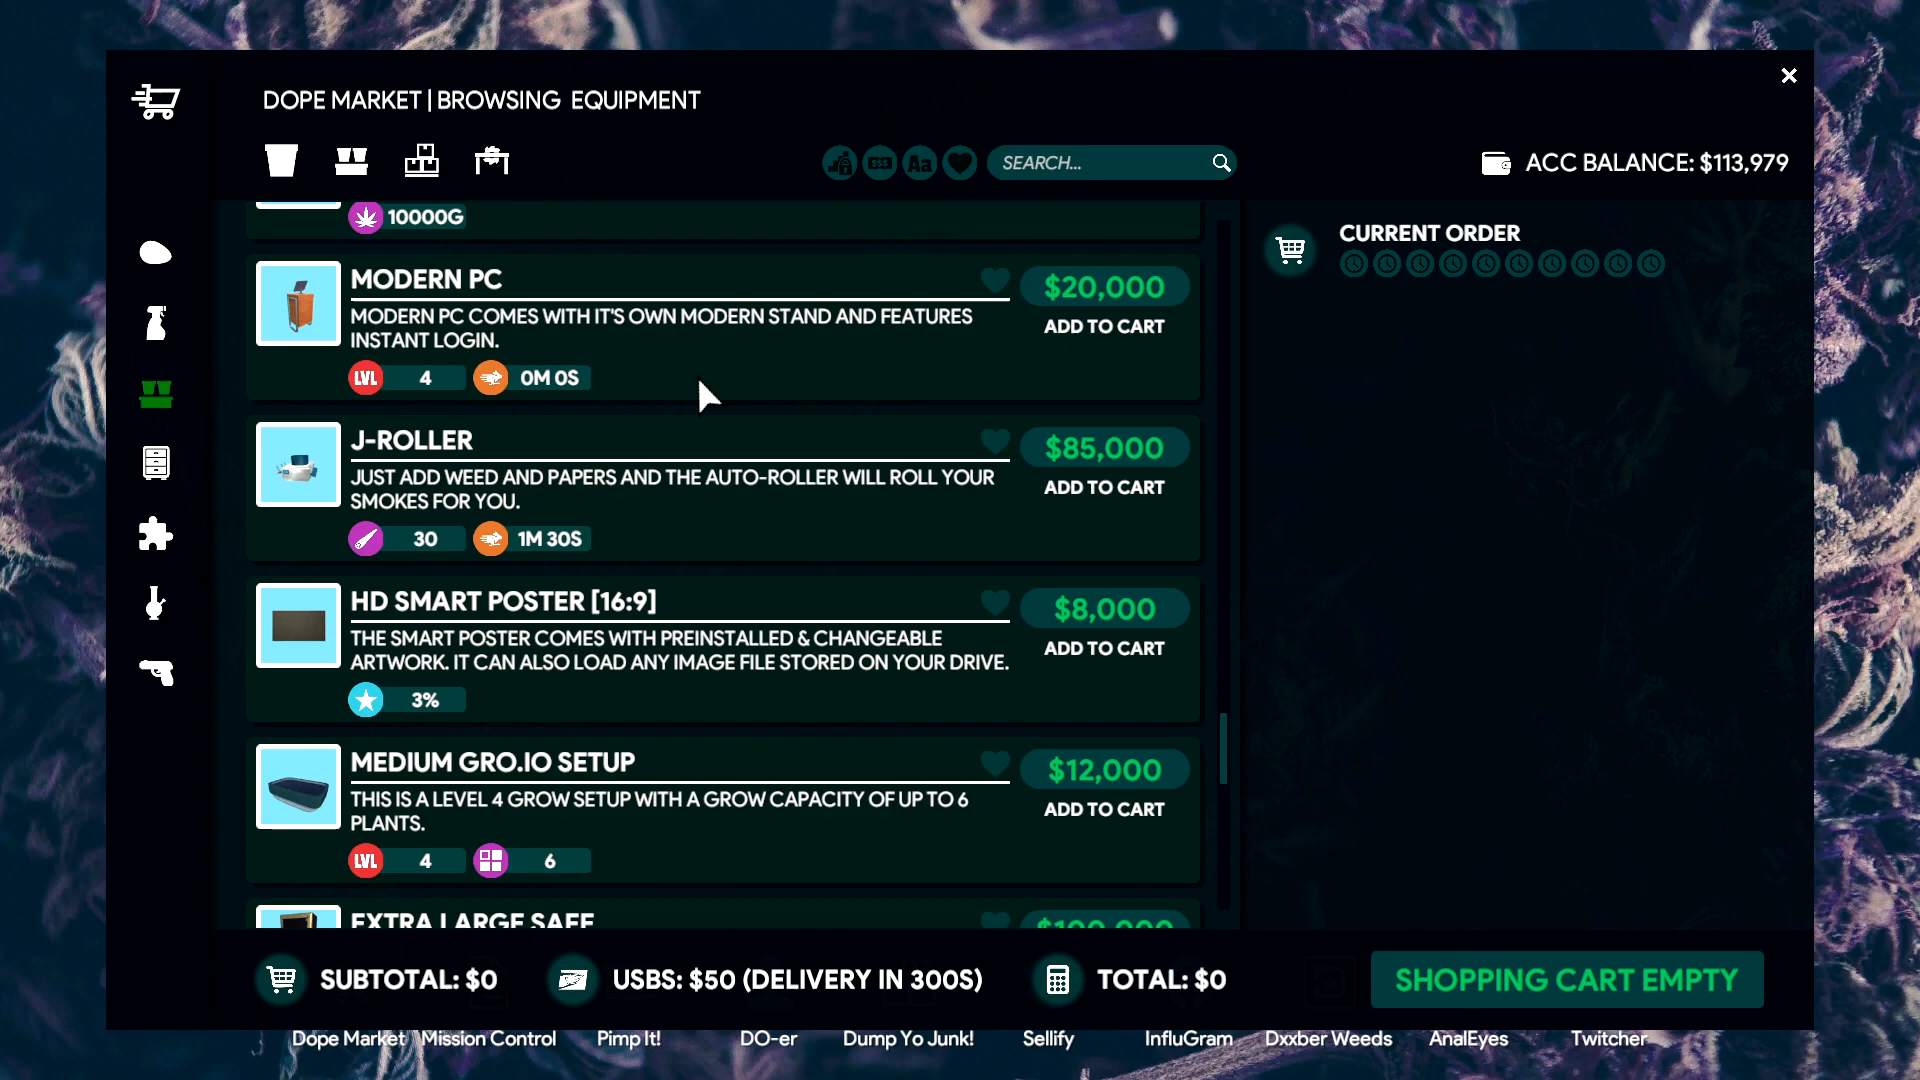 DOPE MARKET | BROWSING EQUIPMENT
$$$
Aa
SEARCH...
ACC BALANCE: $113,979
10000G
CURRENT ORDER
MODERN PC
$20,000
MODERN PC COMES WITH IT'S OWN MODERN STAND AND FEATURES
INSTANT LOGIN.
ADD TO CART
LVL 4 0M 0S
J-ROLLER
$85,000
JUST ADD WEED AND PAPERS AND THE AUTO-ROLLER WILL ROLL YOUR
SMOKES FOR YOU.
ADD TO CART
30 1M 30S
HD SMART POSTER [16:9]
$8,000
THE SMART POSTER COMES WITH PREINSTALLED & CHANGEABLE
ARTWORK. IT CAN ALSO LOAD ANY IMAGE FILE STORED ON YOUR DRIVE.
ADD TO CART
3%
MEDIUM GRO.IO SETUP
$12,000
THIS IS A LEVEL 4 GROW SETUP WITH A GROW CAPACITY OF UP TO 6
PLANTS.
ADD TO CART
LVL 4 6
EXTRA LARGE SAFE
$100,000
SUBTOTAL: $0
USBS: $50 (DELIVERY IN 300S)
TOTAL: $0
SHOPPING CART EMPTY
Dope Market Mission Control Pimp It! DO-er Dump Yo Junk! Sellify InfluGram Dxxber Weeds AnalEyes Twitcher